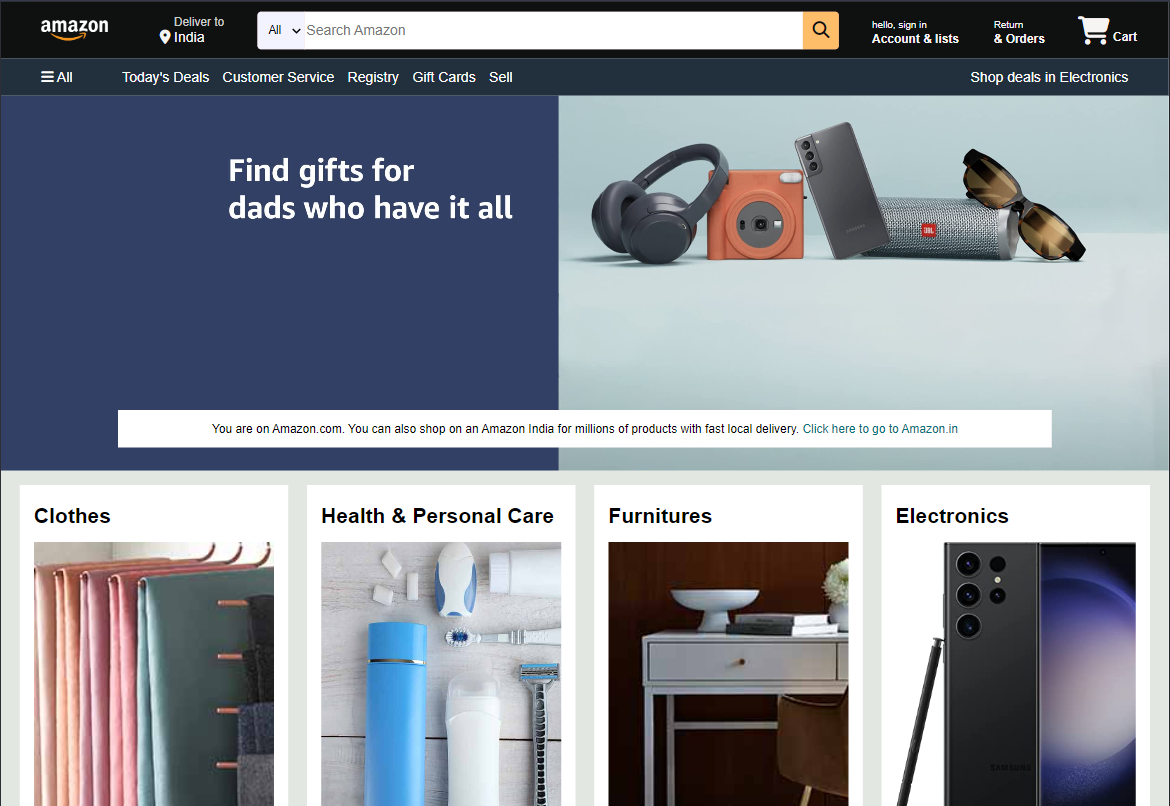 amazon
Deliver to
India
All
Search Amazon
hello, sign in
Account & lists
Return
& Orders
Cart
All
Today's Deals
Customer Service
Registry
Gift Cards
Sell
Shop deals in Electronics
Find gifts for
dads who have it all
JBL
SAMSUNG
You are on Amazon.com. You can also shop on an Amazon India for millions of products with fast local delivery. Click here to go to Amazon.in
Clothes
Health & Personal Care
Furnitures
Electronics
SAMSUNG